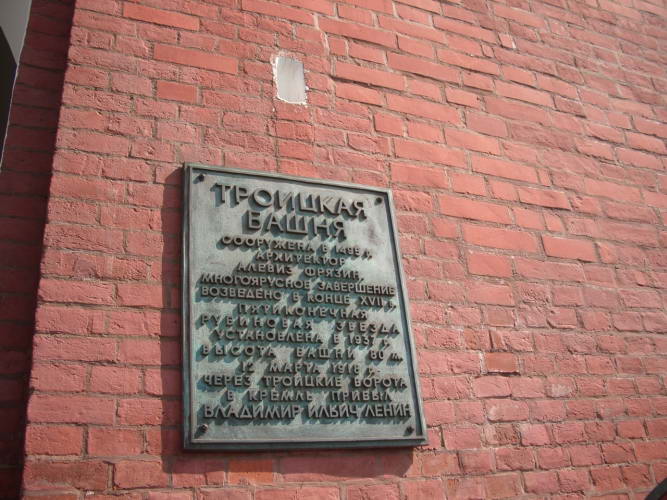 ТРОИЦКАЯ
БАШНЯ
СООРУЖЕНА В 1495 г.
АРХИТЕКТОР
АЛЕВИЗ ФРЯЗИН.
МНОГОЯРУСНОЕ ЗАВЕРШЕНИЕ
ВОЗВЕДЕНО В КОНЦЕ XVII в.
ПЯТИКОНЕЧНАЯ
РУБИНОВАЯ ЗВЕЗДА
УСТАНОВЛЕНА В 1937 г.
ВЫСОТА БАШНИ 80 м.
12 МАРТА 1918 г.
ЧЕРЕЗ ТРОИЦКИЕ ВОРОТА
В КРЕМЛЬ ПРИБЫЛ
ВЛАДИМИР ИЛЬИЧ ЛЕНИН